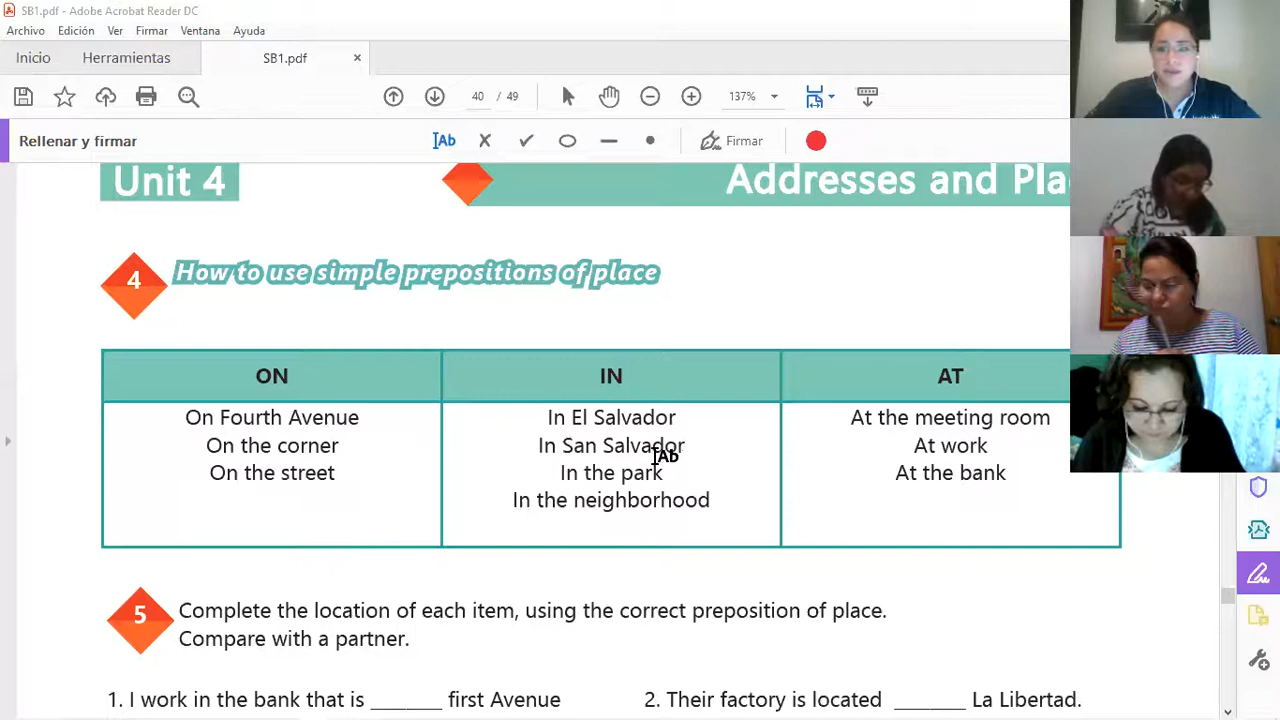 SB1.pdf - Adobe Acrobat Reader DC
Archivo Edición Ver Firmar Ventana Ayuda
Inicio Herramientas SB1.pdf ×
40 / 49 137%
Rellenar y firmar IAb Firmar
Unit 4 Addresses and Pla
4 How to use simple prepositions of place
ON IN AT
On Fourth Avenue In El Salvador At the meeting room
On the corner In San Salvador At work
On the street In the park At the bank
In the neighborhood
5 Complete the location of each item, using the correct preposition of place.
Compare with a partner.
1. I work in the bank that is _______ first Avenue 2. Their factory is located _______ La Libertad.